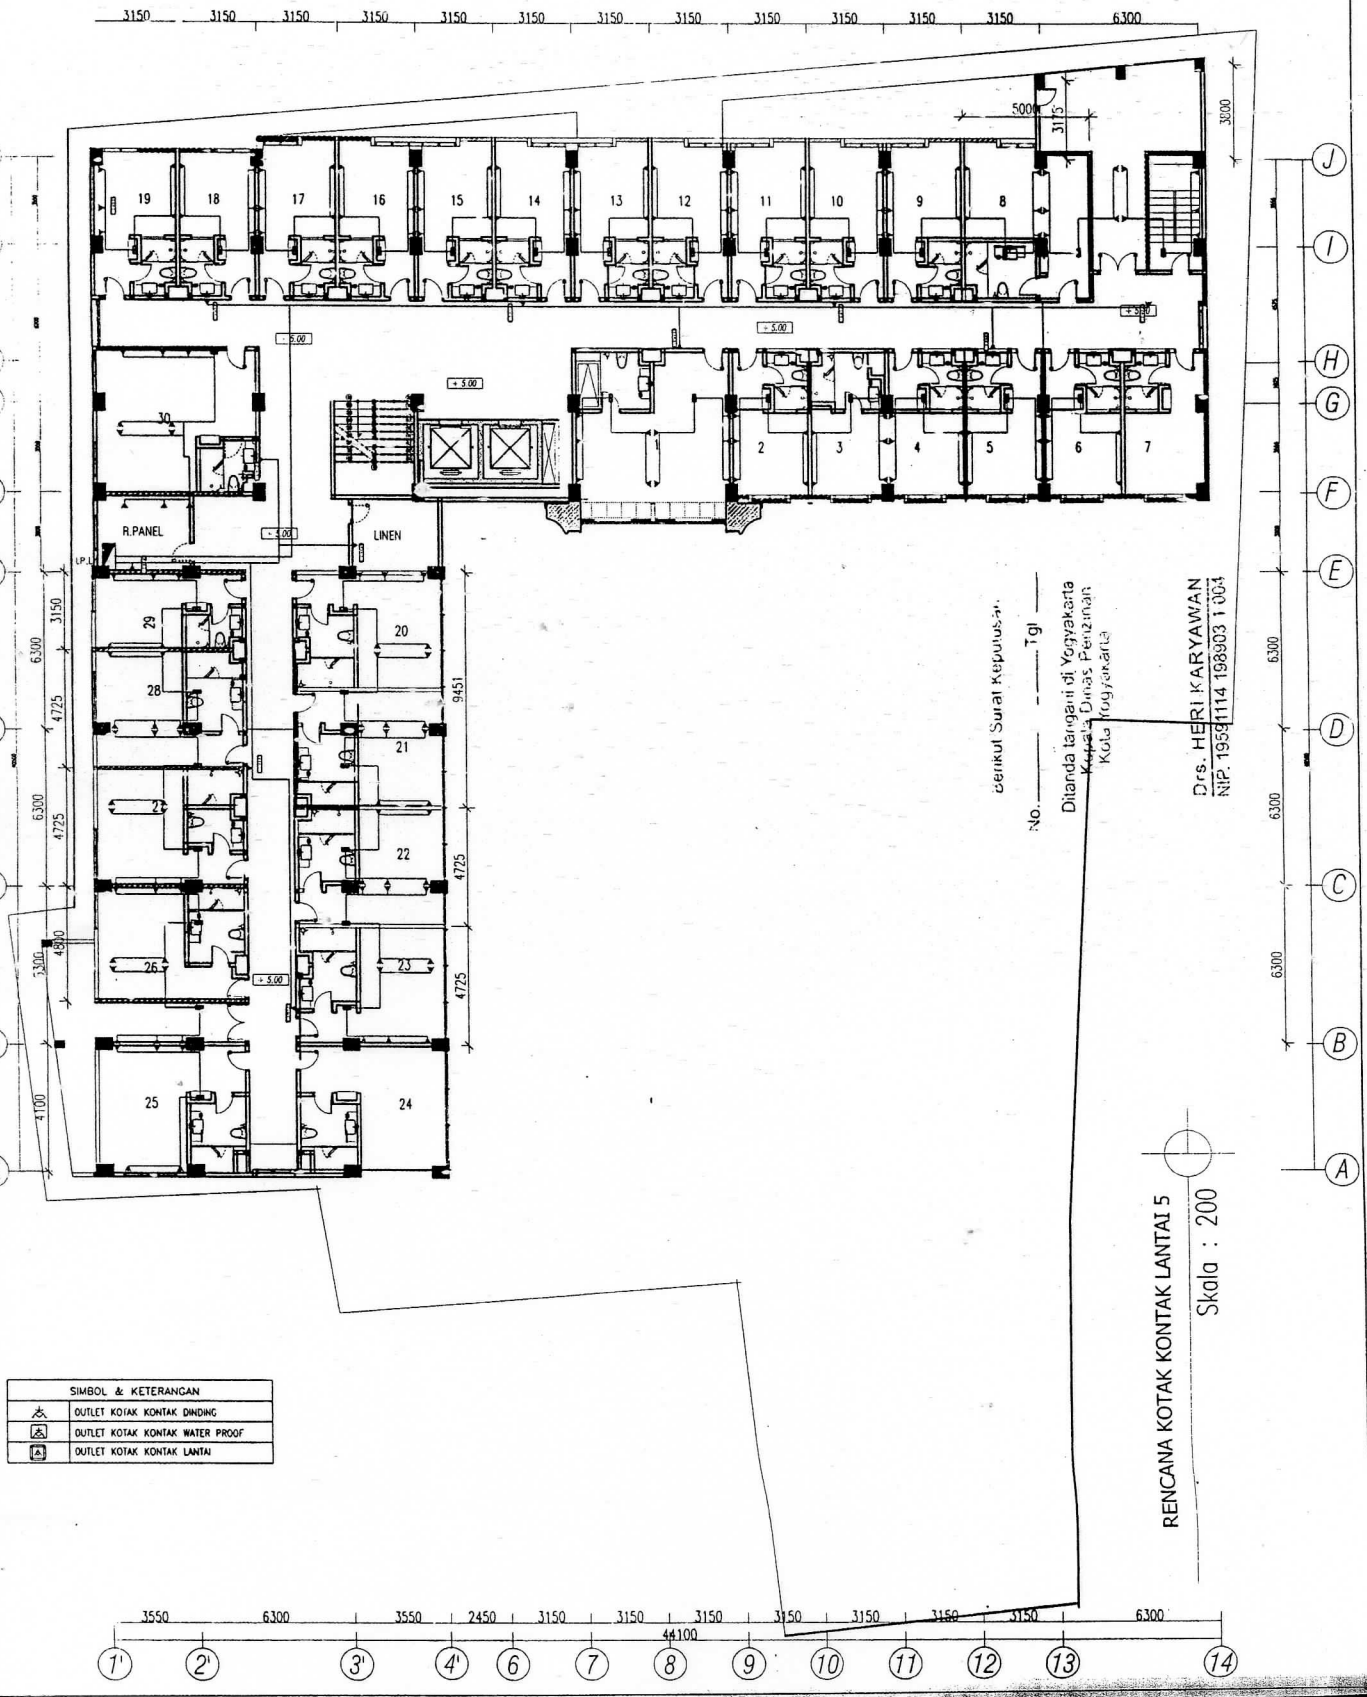 3150 3150 3150 3150 3150 3150 3150 3150 3150 3150 3150 6300
5000
3175
3800
J
19 18 17 16 15 14 13 12 11 10 9 8
I
+ 5.00
+ 5.00
+ 5.00
+ 5.00
H
30
G
1 2 3 4 5 6 7
F
R.PANEL
+ 5.00
LINEN
E
29
20
3150
6300
28
4725
9451
21
D
6300
27
4725
22
4725
C
6300
26
4800
23
4725
+ 5.00
B
25
24
4100
A
6300
6300
6300
Berikut Surat Keputusan
No. Tgl
Ditanda tangani di Yogyakarta
Kepala Dinas Perizinan
Kota Yogyakarta
Drs. HERI KARYAWAN
NIP. 19591114 198903 1 004
RENCANA KOTAK KONTAK LANTAI 5
Skala : 200
SIMBOL & KETERANGAN
OUTLET KOTAK KONTAK DINDING
OUTLET KOTAK KONTAK WATER PROOF
OUTLET KOTAK KONTAK LANTAI
3550 6300 3550 2450 3150 3150 3150 3150 3150 3150 3150 6300
44100
1' 2' 3' 4' 6 7 8 9 10 11 12 13 14